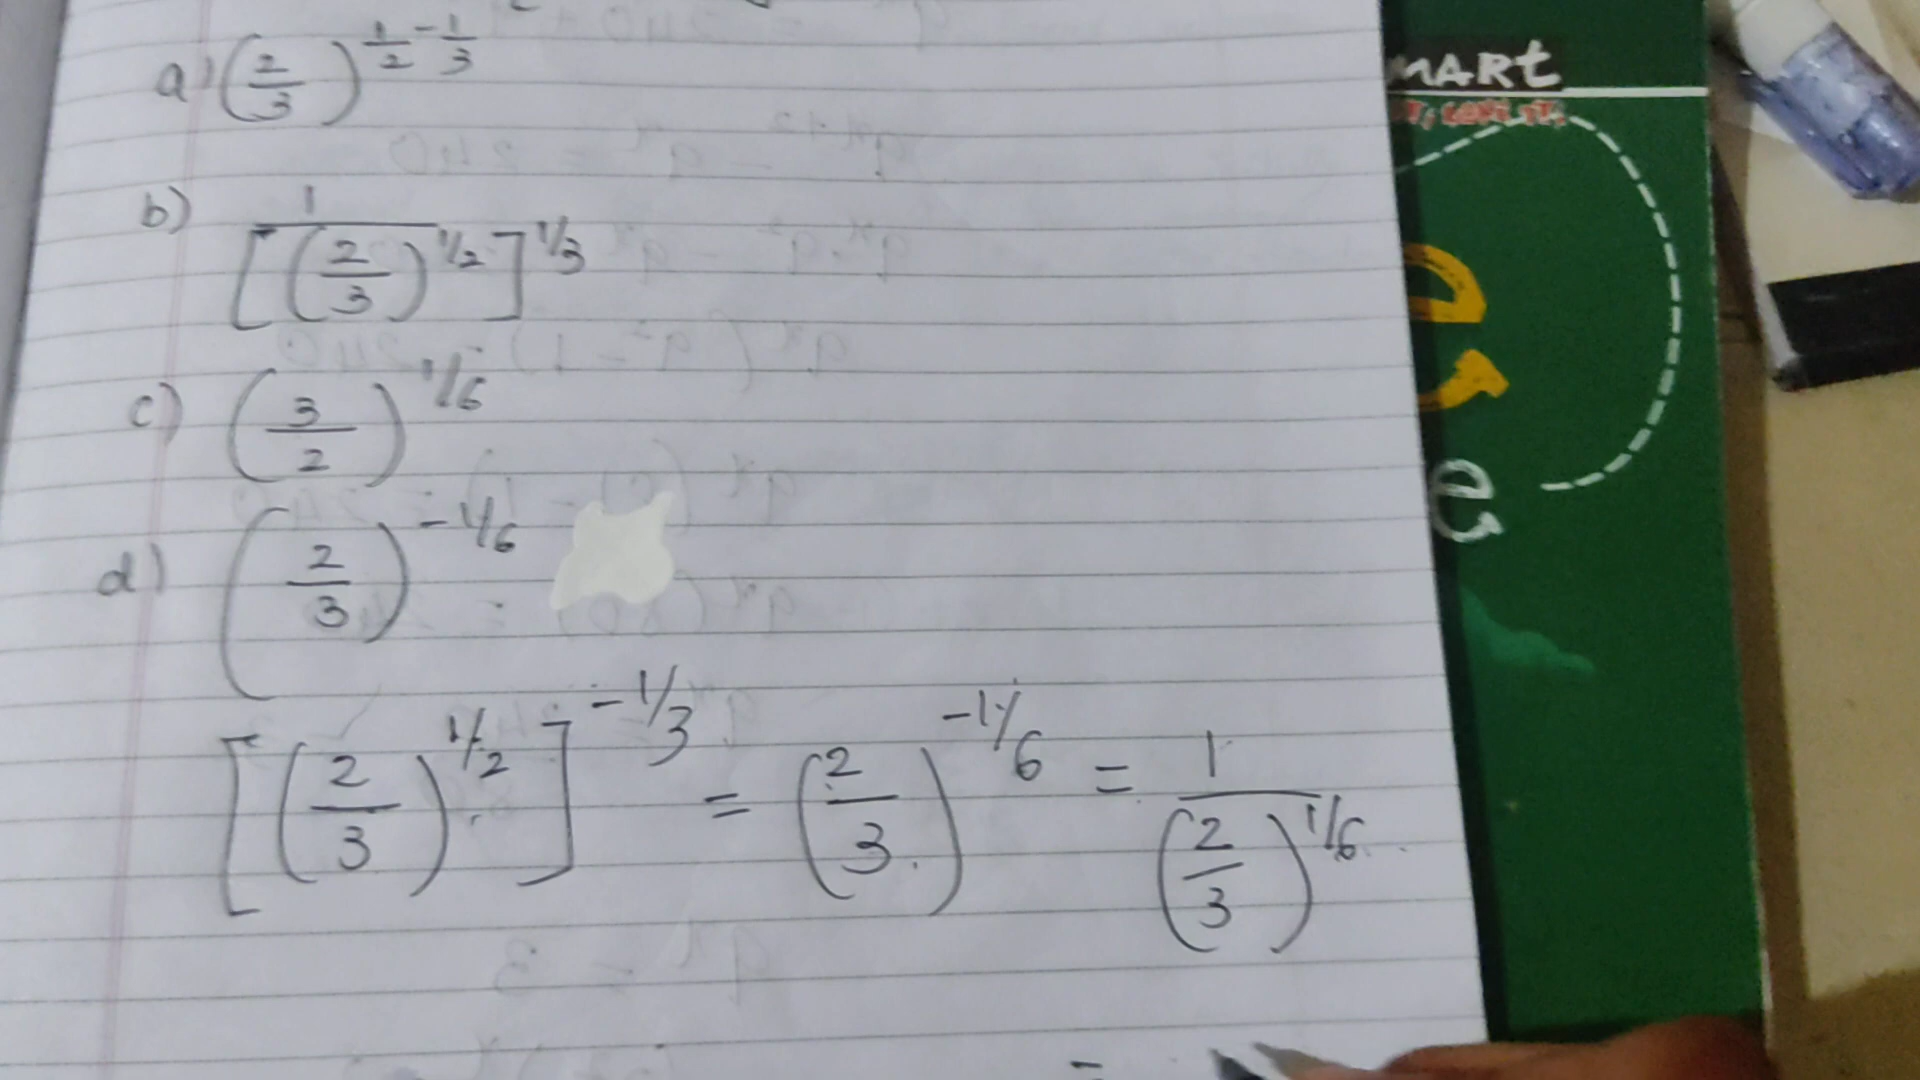 a) (2/3)^1/2 - 1/3
b) 1/[(2/3)^1/2]^1/3
c) (3/2)^1/6
d) (2/3)^-1/6
[(2/3)^1/2]^-1/3 = (2/3)^-1/6 = 1/(2/3)^1/6
=
MART
e
e